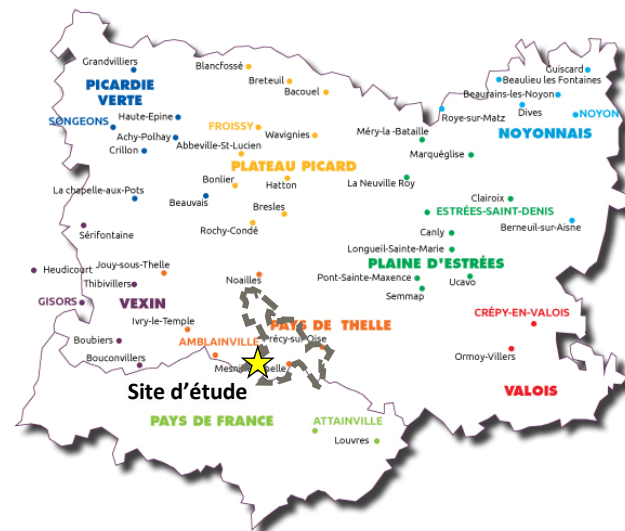 Grandvilliers
Blancfossé
Guiscard
Beaulieu les Fontaines
PICARDIE
VERTE
Breteuil
Bacouel
Beaurains-les-Noyon
Dives
NOYON
Roye-sur-Matz
NOYONNAIS
Haute-Epine
SONGEONS
Achy-Polhay
Crillon
FROISSY
Wavignies
Abbeville-St-Lucien
Méry-la-Bataille
Marquéglise
PLATEAU PICARD
Bonlier
Hatton
La Neuville Roy
La chapelle-aux-Pots
Beauvais
Bresles
Rochy-Condé
Clairoix
ESTRÉES-SAINT-DENIS
Berneuil-sur-Aisne
Canly
Sérifontaine
Longueil-Sainte-Marie
PLAINE D'ESTRÉES
Heudicourt
Jouy-sous-Thelle
Thibivillers
Noailles
Pont-Sainte-Maxence
Ucavo
Semmap
GISORS
VEXIN
Ivry-le-Temple
PAYS DE THELLE
Précy-sur-Oise
CRÉPY-EN-VALOIS
Boubiers
AMBLAINVILLE
Ormoy-Villers
Bouconvillers
Site d'étude
VALOIS
PAYS DE FRANCE
ATTAINVILLE
Louvres